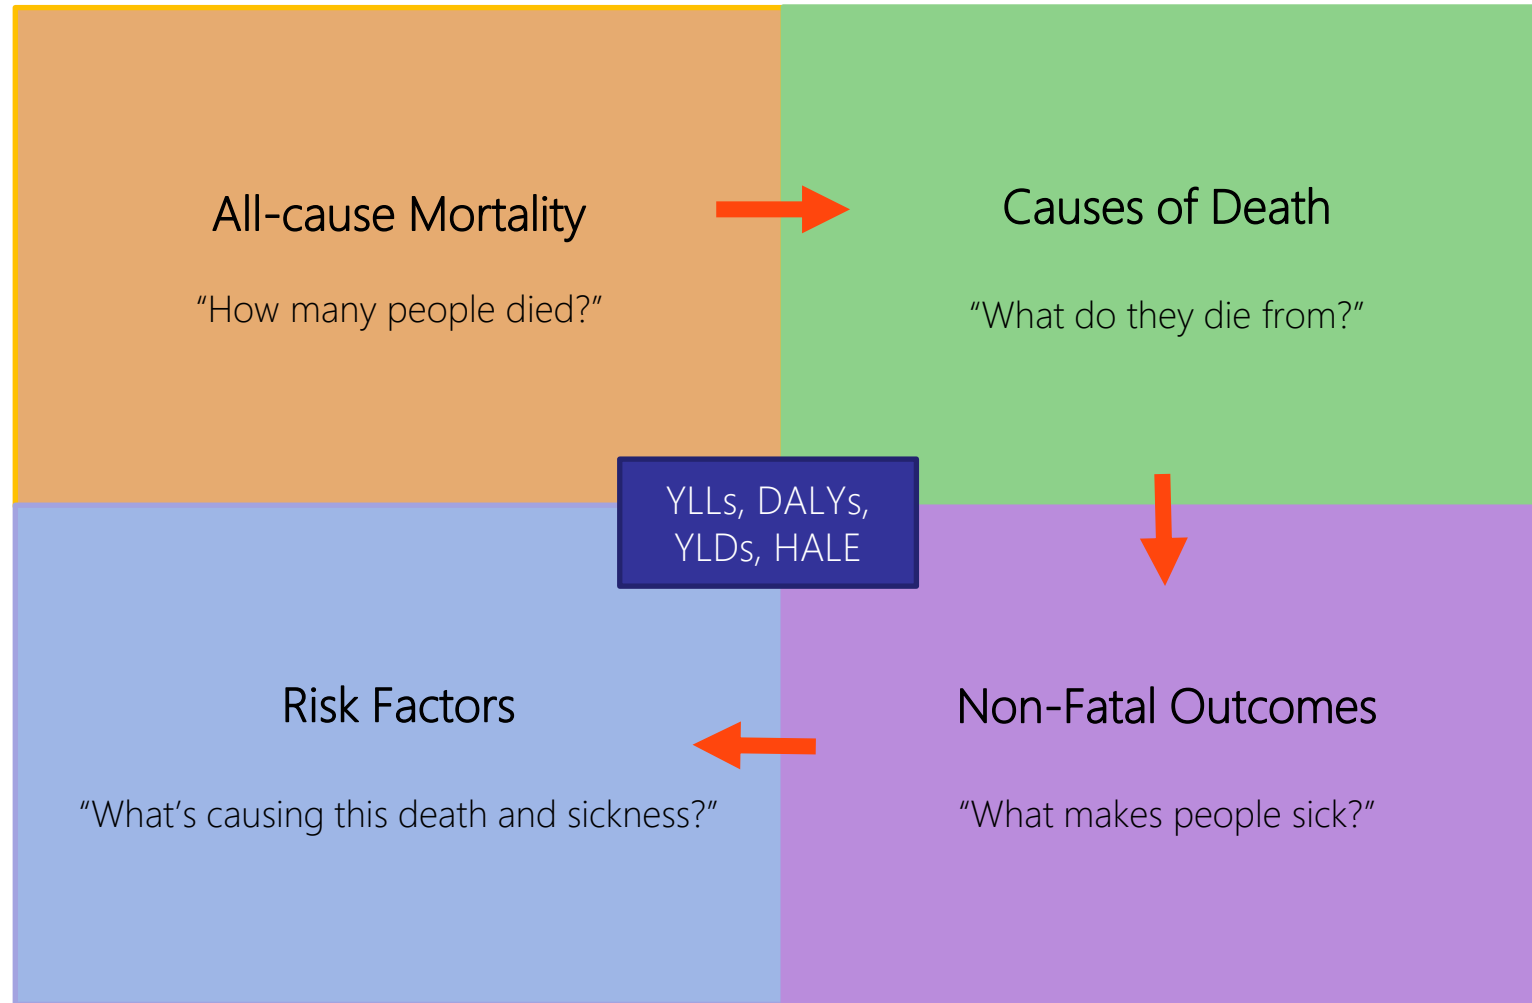 All-cause Mortality
“How many people died?”
Causes of Death
“What do they die from?”
YLLs, DALYs,
YLDs, HALE
Risk Factors
“What’s causing this death and sickness?”
Non-Fatal Outcomes
“What makes people sick?”